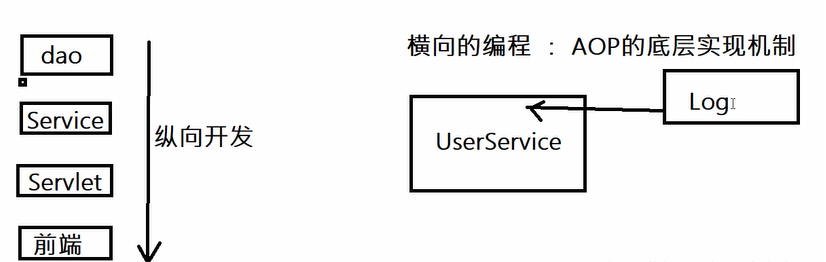 dao
Service
Servlet
前端
纵向开发
横向的编程 : AOP的底层实现机制
UserService
Log